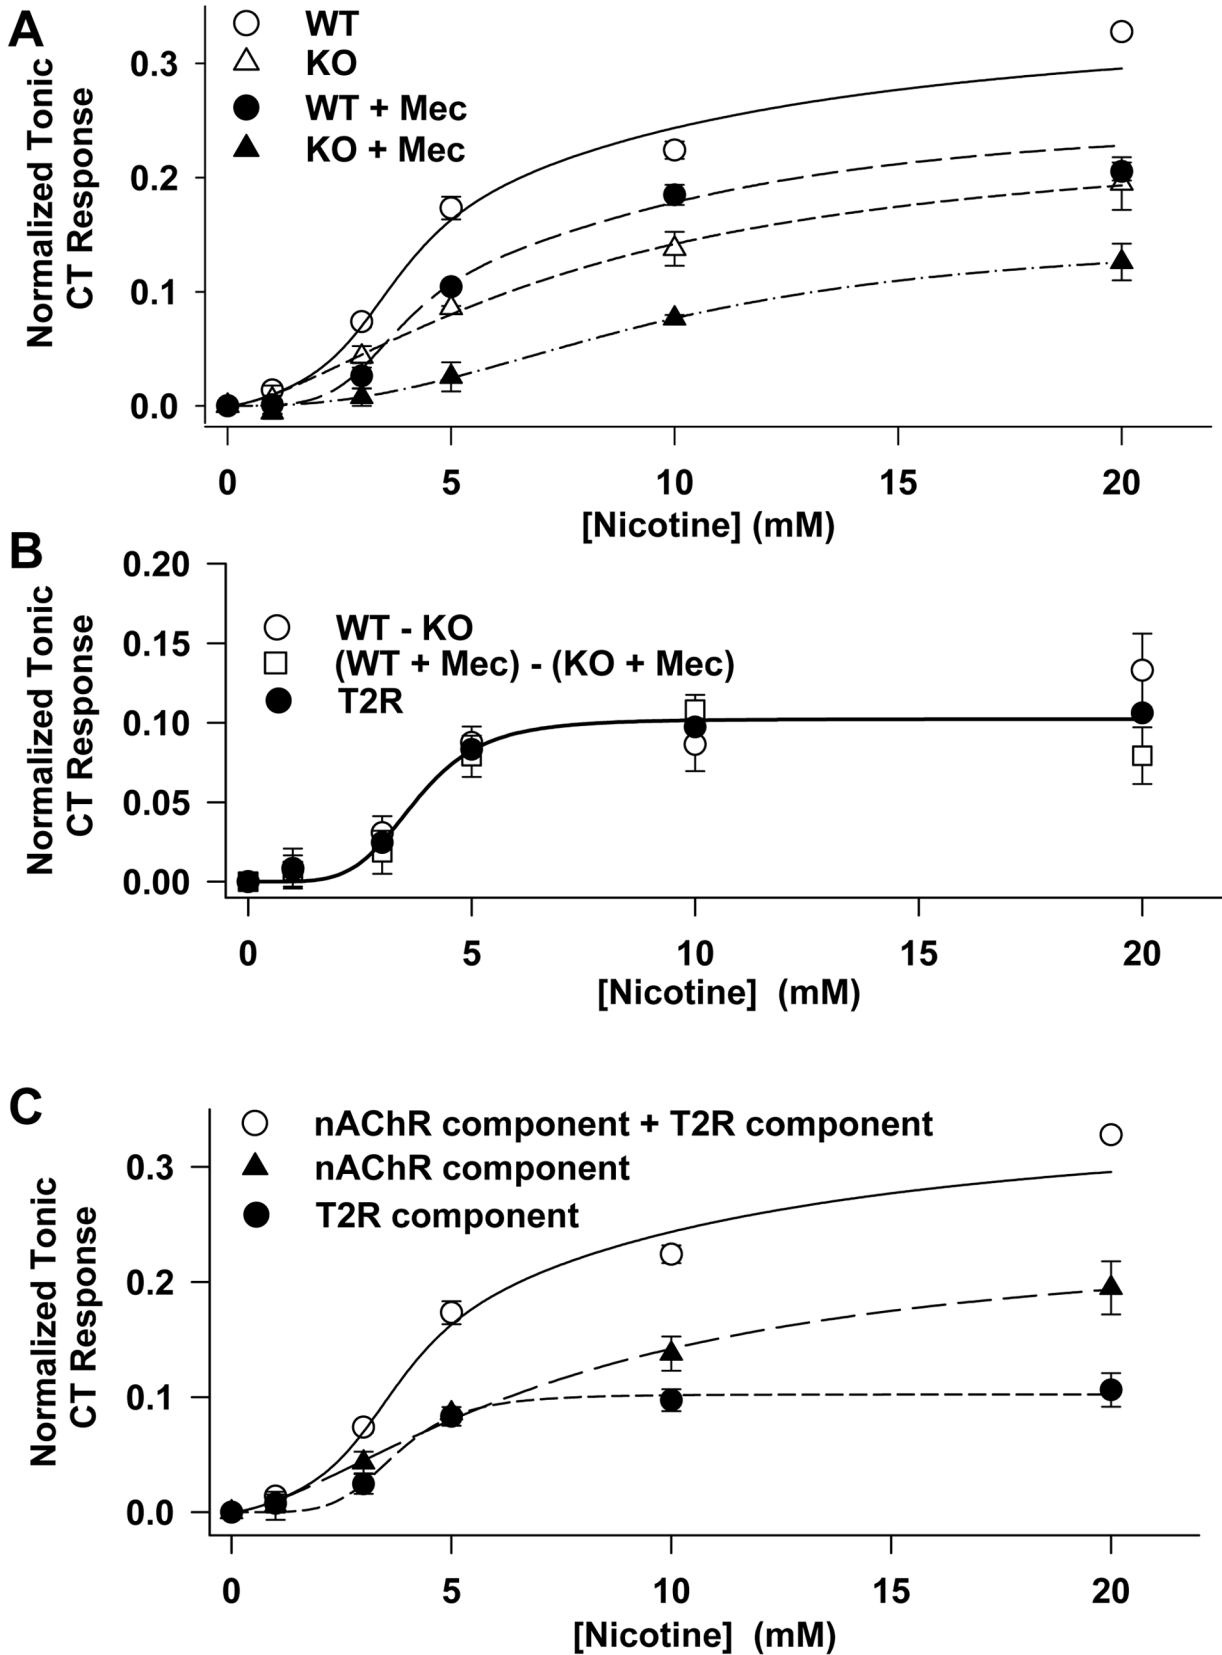 A
WT
KO
WT + Mec
KO + Mec
Normalized Tonic
CT Response
0.3
0.2
0.1
0.0
0 5 10 15 20
[Nicotine] (mM)
B
WT - KO
(WT + Mec) - (KO + Mec)
T2R
Normalized Tonic
CT Response
0.20
0.15
0.10
0.05
0.00
0 5 10 15 20
[Nicotine] (mM)
C
nAChR component + T2R component
nAChR component
T2R component
Normalized Tonic
CT Response
0.3
0.2
0.1
0.0
0 5 10 15 20
[Nicotine] (mM)